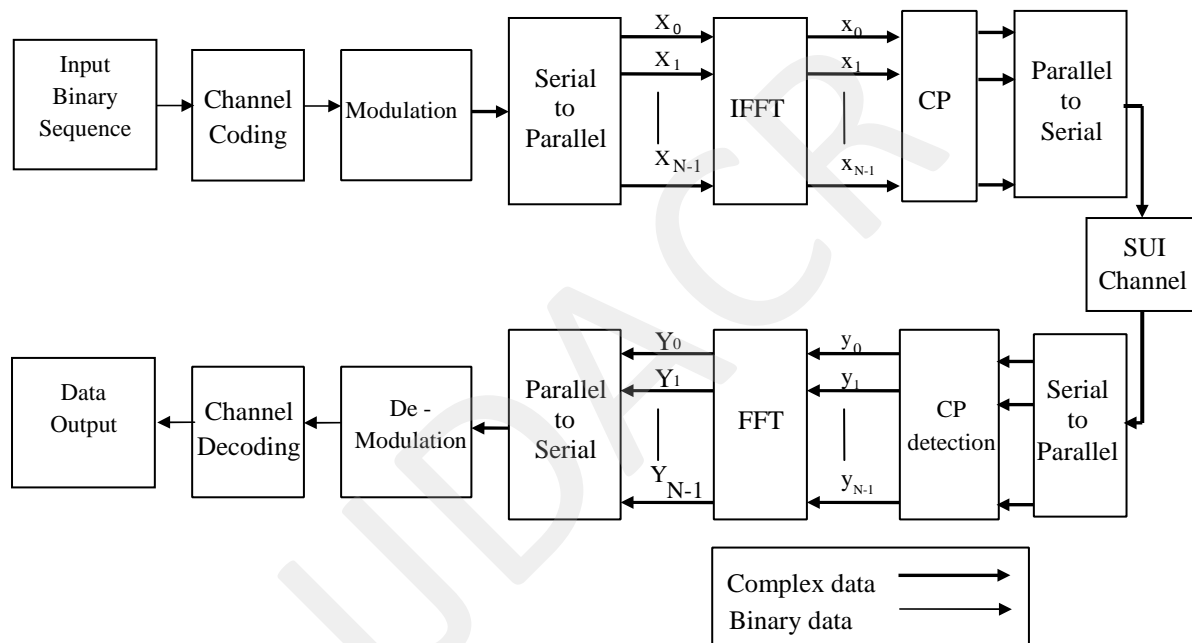 Input
Binary
Sequence
Channel
Coding
Modulation
Serial
to
Parallel
X0
X1
XN-1
IFFT
x0
x1
xN-1
CP
Parallel
to
Serial
SUI
Channel
Data
Output
Channel
Decoding
De -
Modulation
Parallel
to
Serial
Y0
Y1
YN-1
FFT
y0
y1
yN-1
CP
detection
Serial
to
Parallel
Complex data
Binary data
UDACR